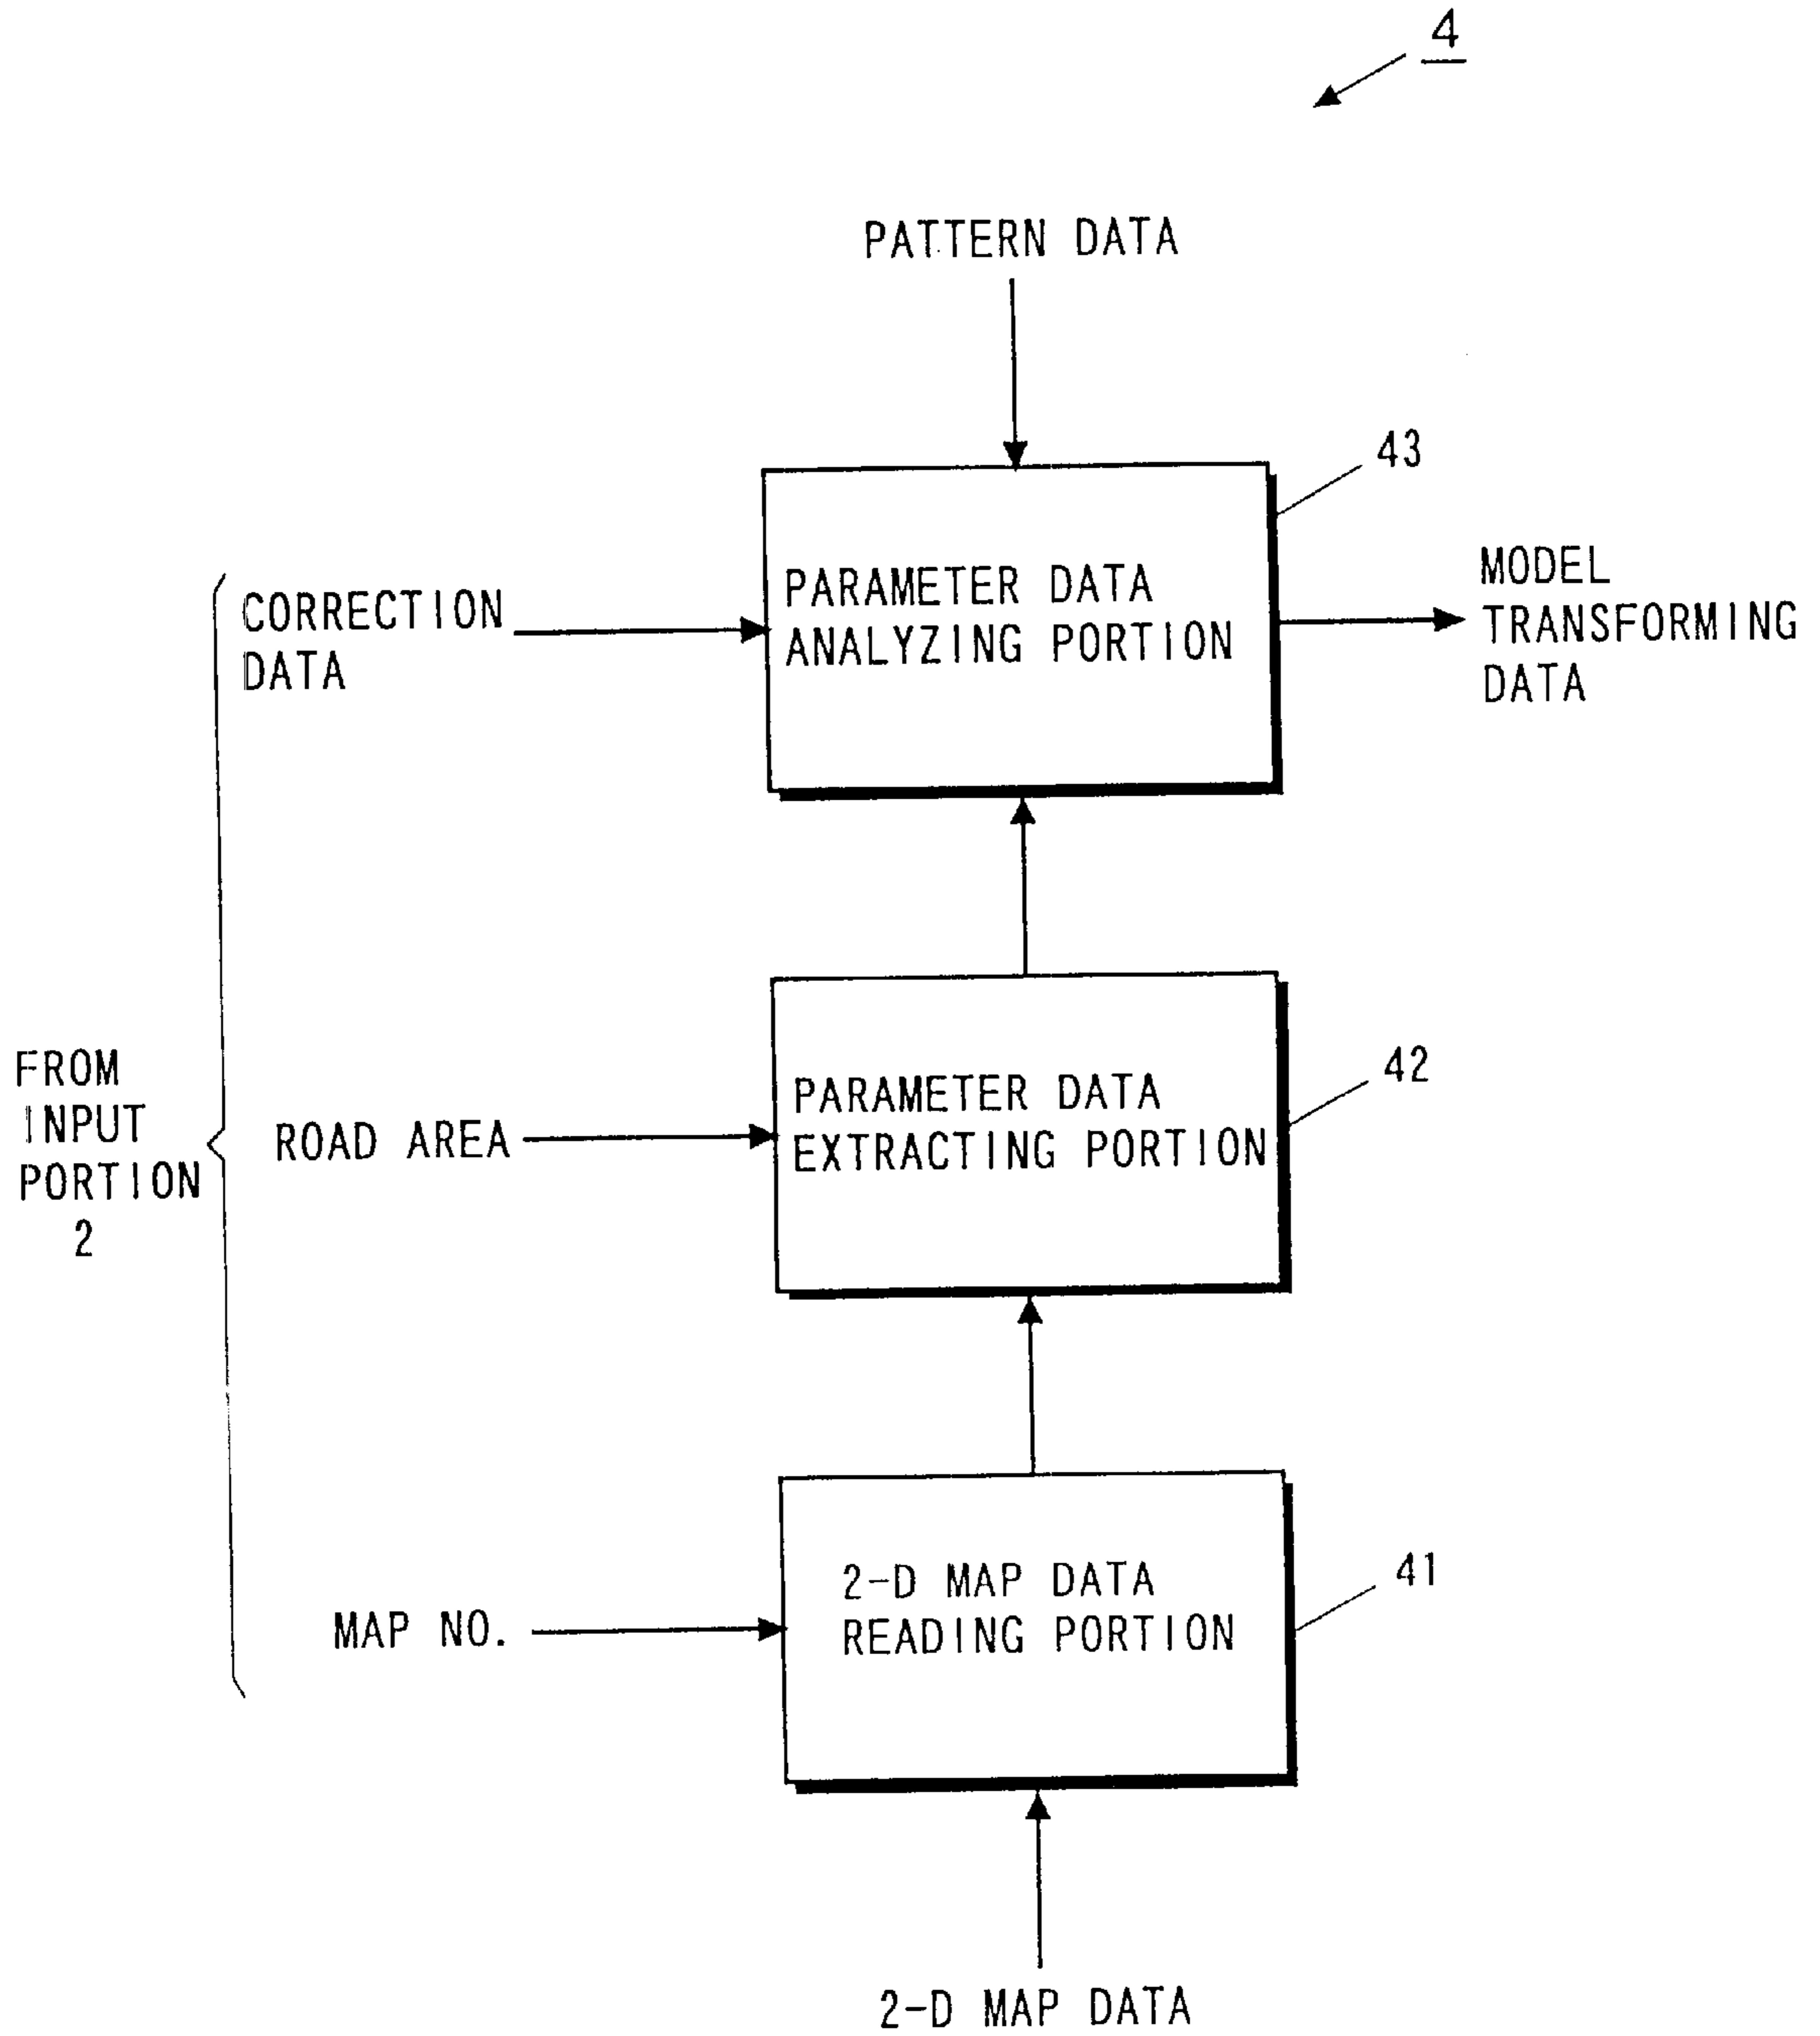 4
PATTERN DATA
43
PARAMETER DATA
ANALYZING PORTION
CORRECTION
DATA
MODEL
TRANSFORMING
DATA
FROM
INPUT
PORTION
2
ROAD AREA
42
PARAMETER DATA
EXTRACTING PORTION
41
MAP NO.
2-D MAP DATA
READING PORTION
2-D MAP DATA